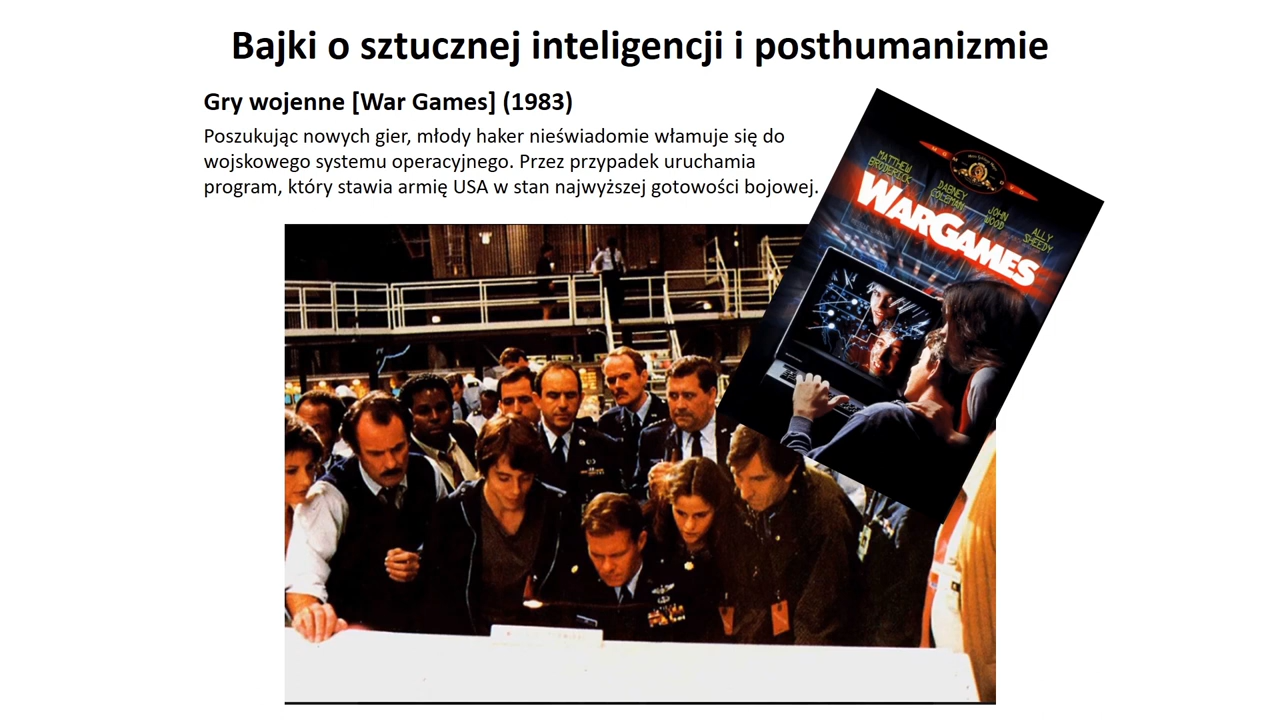 Bajki o sztucznej inteligencji i posthumanizmie
Gry wojenne [War Games] (1983)
Poszukując nowych gier, młody haker nieświadomie włamuje się do
wojskowego systemu operacyjnego. Przez przypadek uruchamia
program, który stawia armię USA w stan najwyższej gotowości bojowej.
MGM DVD
MATTHEW
BRODERICK
DABNEY
COLEMAN
JOHN
WOOD
ALLY
SHEEDY
WARGAMES